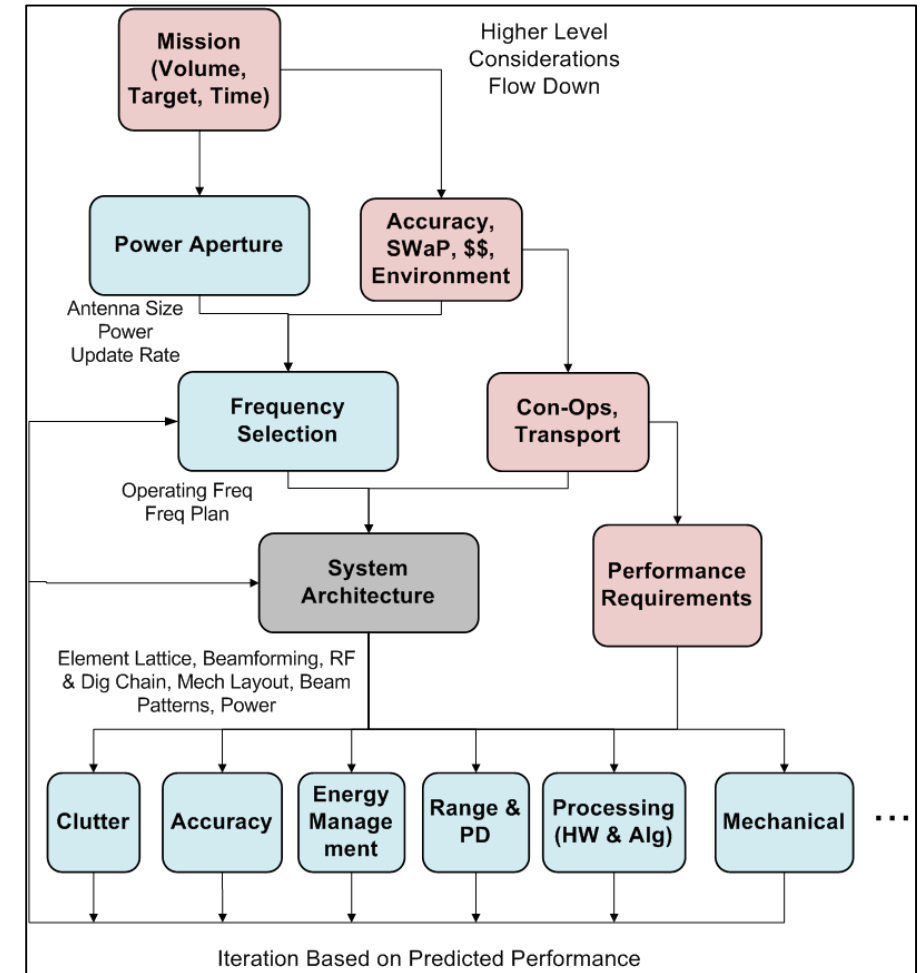 Mission
(Volume,
Target, Time)
Higher Level
Considerations
Flow Down
Power Aperture
Accuracy,
SWaP, $$,
Environment
Antenna Size
Power
Update Rate
Frequency
Selection
Con-Ops,
Transport
Operating Freq
Freq Plan
System
Architecture
Performance
Requirements
Element Lattice, Beamforming, RF
& Dig Chain, Mech Layout, Beam
Patterns, Power
Clutter
Accuracy
Energy
Manage
ment
Range &
PD
Processing
(HW & Alg)
Mechanical
...
Iteration Based on Predicted Performance